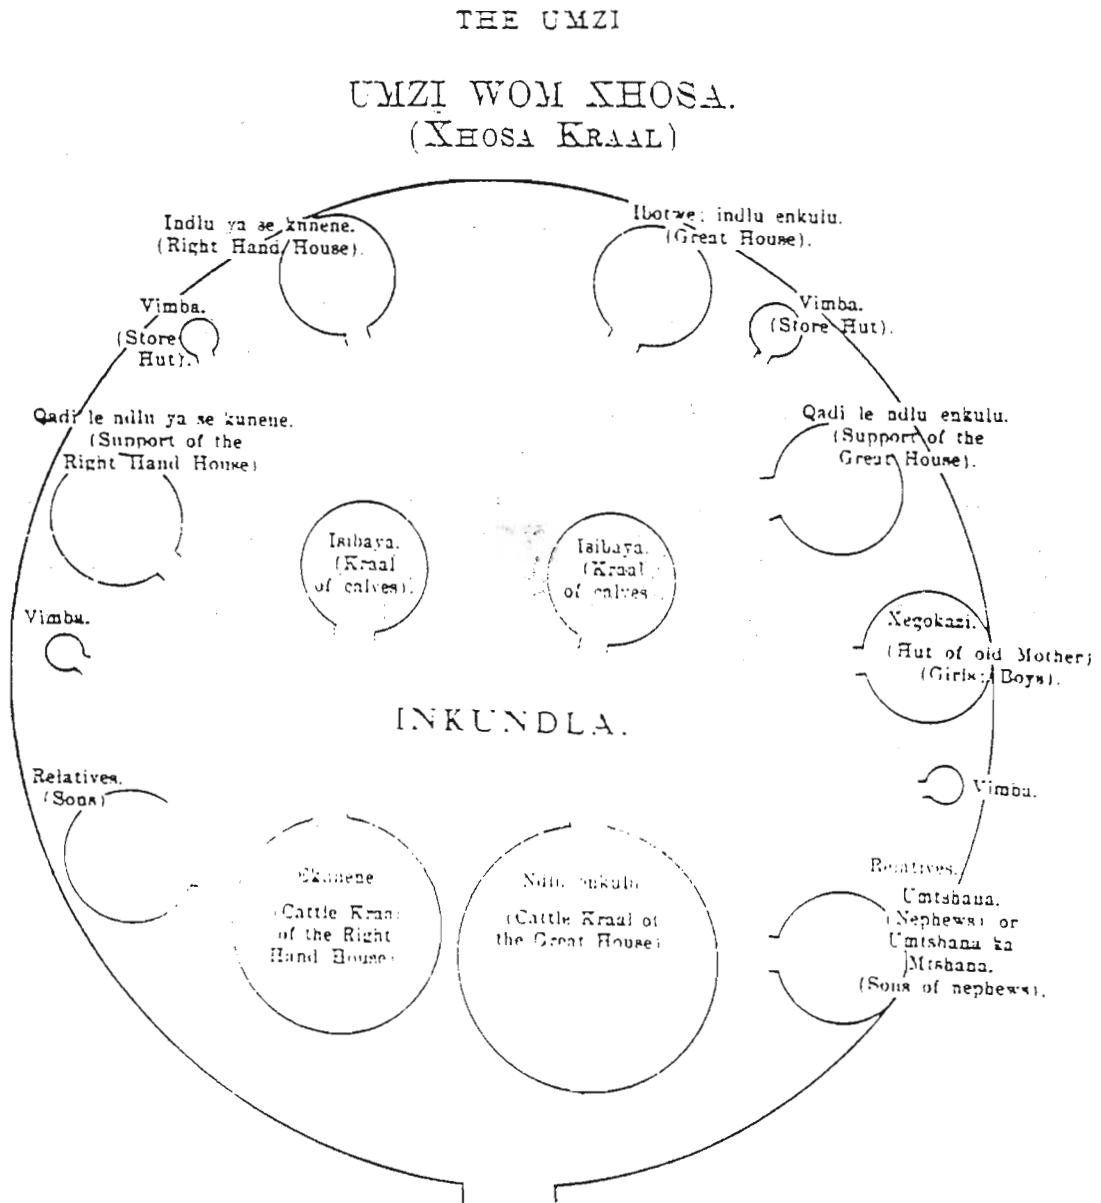 THE UMZI
UMZI WOM XHOSA.
(XHOSA KRAAL)
Indlu ya se kunene.
(Right Hand House).
Ibotwe; indlu enkulu.
(Great House).
Vimba.
(Store
Hut).
Vimba.
(Store Hut).
Qadi le ndlu ya se kunene.
(Support of the
Right Hand House)
Qadi le ndlu enkulu.
(Support of the
Great House).
Isibaya.
(Kraal
of calves).
Isibaya.
(Kraal
of calves
Vimba.
Xegokazi.
(Hut of old Mother;
(Girls; Boys).
INKUNDLA.
Relatives.
(Sons)
Vimba.
Ekunene
(Cattle Kraal
of the Right
Hand House)
enkulu
(Cattle Kraal of
the Great House)
Relatives.
Umtshana.
(Nephews) or
Umtshana ka
Mtshana.
(Sons of nephews).